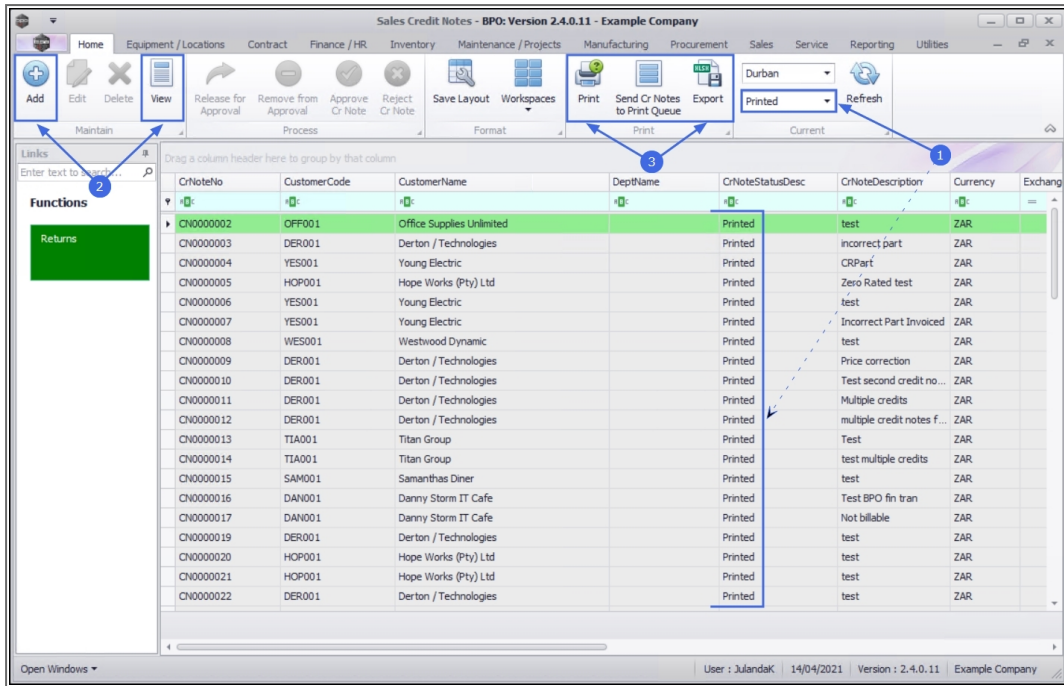 Sales Credit Notes - BPO: Version 2.4.0.11 - Example Company
Home Equipment / Locations Contract Finance / HR Inventory Maintenance / Projects Manufacturing Procurement Sales Service Reporting Utilities
Add Edit Delete View Release for Approval Remove from Approval Approve Cr Note Reject Cr Note Save Layout Workspaces Print Send Cr Notes to Print Queue Export Durban Printed Refresh
Maintain Process Format Print Current
1
2
3
Links
Enter text to search...
Functions
Returns
Drag a column header here to group by that column
CrNoteNo CustomerCode CustomerName DeptName CrNoteStatusDesc CrNoteDescription Currency Exchang
CN0000002 OFF001 Office Supplies Unlimited Printed test ZAR
CN0000003 DER001 Derton / Technologies Printed incorrect part ZAR
CN0000004 YES001 Young Electric Printed CRPart ZAR
CN0000005 HOP001 Hope Works (Pty) Ltd Printed Zero Rated test ZAR
CN0000006 YES001 Young Electric Printed test ZAR
CN0000007 YES001 Young Electric Printed Incorrect Part Invoiced ZAR
CN0000008 WES001 Westwood Dynamic Printed test ZAR
CN0000009 DER001 Derton / Technologies Printed Price correction ZAR
CN0000010 DER001 Derton / Technologies Printed Test second credit no... ZAR
CN0000011 DER001 Derton / Technologies Printed Multiple credits ZAR
CN0000012 DER001 Derton / Technologies Printed multiple credit notes f... ZAR
CN0000013 TIA001 Titan Group Printed Test ZAR
CN0000014 TIA001 Titan Group Printed test multiple credits ZAR
CN0000015 SAM001 Samanthas Diner Printed test ZAR
CN0000016 DAN001 Danny Storm IT Cafe Printed Test BPO fin tran ZAR
CN0000017 DAN001 Danny Storm IT Cafe Printed Not billable ZAR
CN0000019 DER001 Derton / Technologies Printed test ZAR
CN0000020 HOP001 Hope Works (Pty) Ltd Printed test ZAR
CN0000021 HOP001 Hope Works (Pty) Ltd Printed test ZAR
CN0000022 DER001 Derton / Technologies Printed test ZAR
Open Windows User : JulandaK 14/04/2021 Version : 2.4.0.11 Example Company